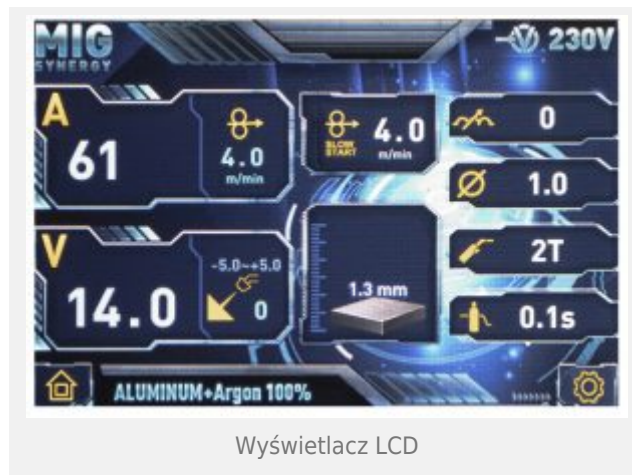 MIG
SYNERGY
230V
A
61
4.0
m/min
SLOW
START
4.0
m/min
0
1.0
V
14.0
-5.0~+5.0
0
1.3 mm
2T
0.1s
ALUMINUM+Argon 100%
Wyświetlacz LCD